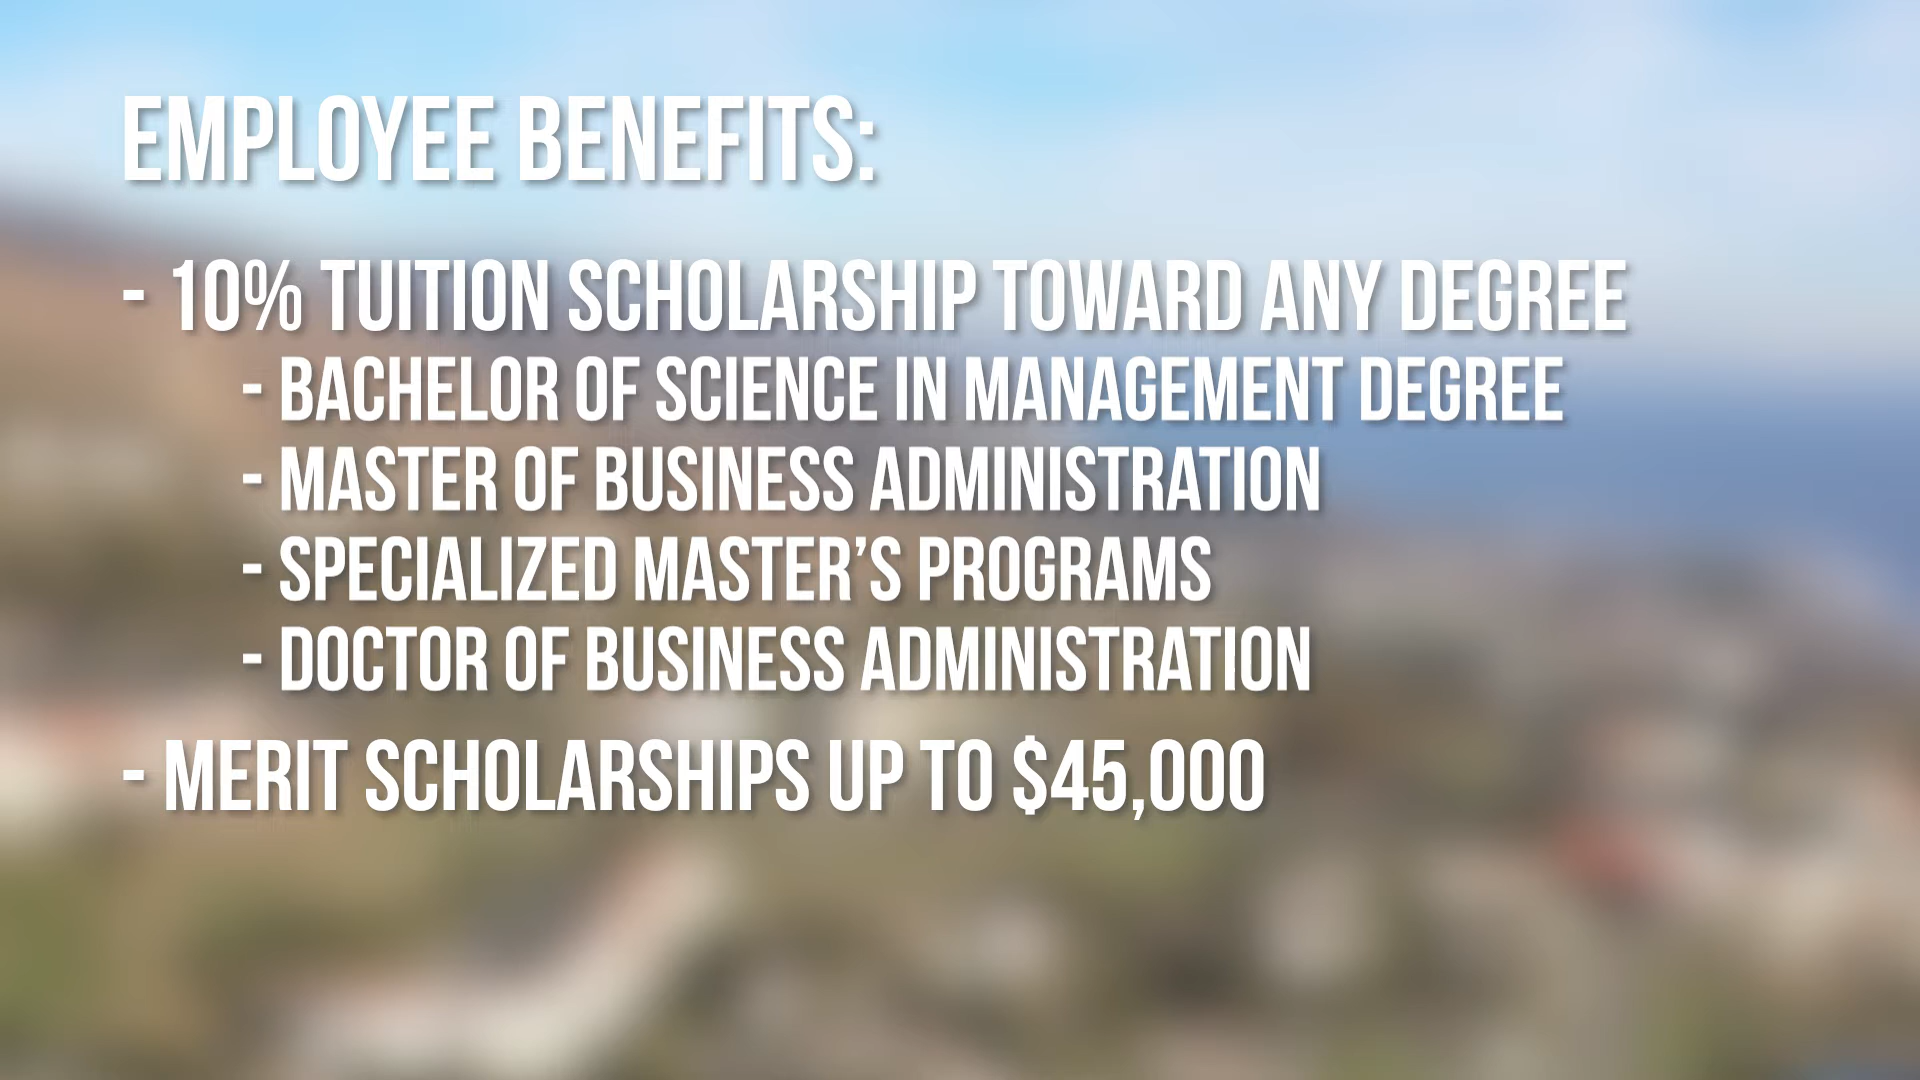 EMPLOYEE BENEFITS:
- 10% TUITION SCHOLARSHIP TOWARD ANY DEGREE
- BACHELOR OF SCIENCE IN MANAGEMENT DEGREE
- MASTER OF BUSINESS ADMINISTRATION
- SPECIALIZED MASTER’S PROGRAMS
- DOCTOR OF BUSINESS ADMINISTRATION
- MERIT SCHOLARSHIPS UP TO $45,000